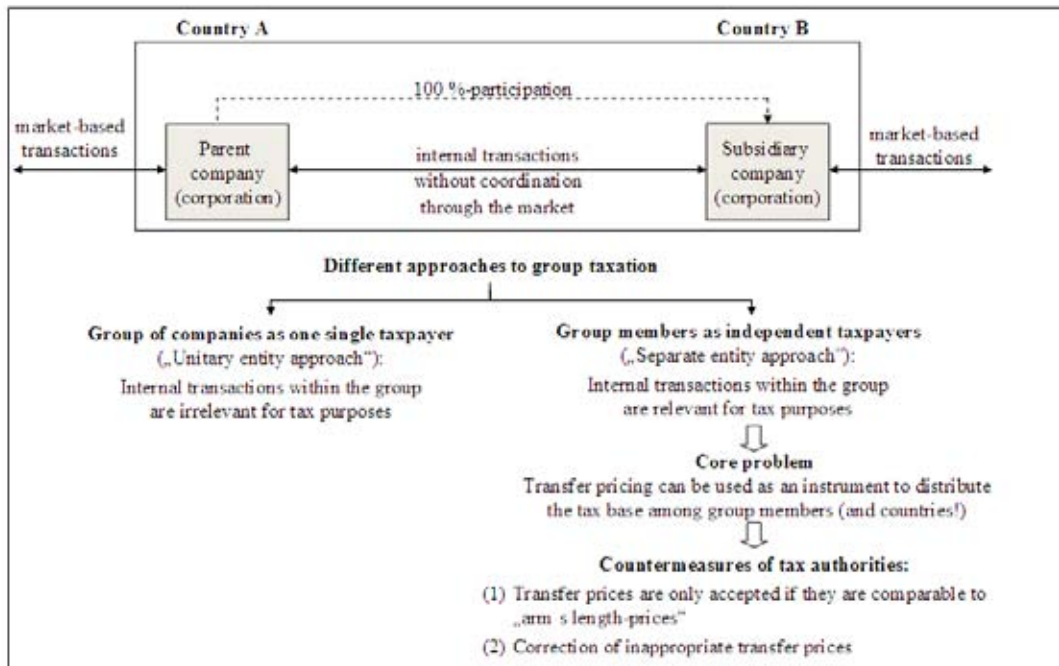 Country A
Country B
100 %-participation
market-based
transactions
Parent
company
(corporation)
internal transactions
without coordination
through the market
Subsidiary
company
(corporation)
market-based
transactions
Different approaches to group taxation
Group of companies as one single taxpayer
(„Unitary entity approach“):
Internal transactions within the group
are irrelevant for tax purposes
Group members as independent taxpayers
(„Separate entity approach“):
Internal transactions within the group
are relevant for tax purposes
Core problem
Transfer pricing can be used as an instrument to distribute
the tax base among group members (and countries!)
Countermeasures of tax authorities:
(1) Transfer prices are only accepted if they are comparable to
„arm s length-prices“
(2) Correction of inappropriate transfer prices